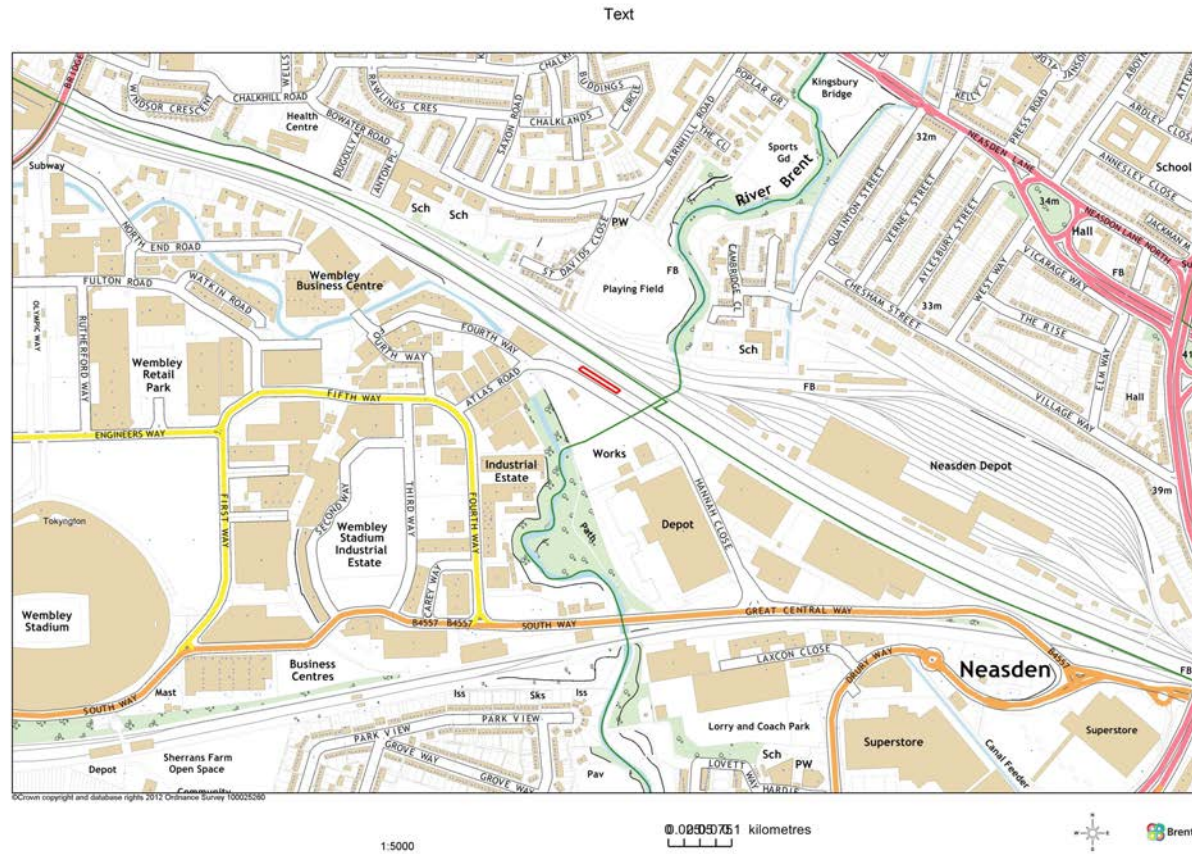 Text
BRIDGE
WINDSOR CRESCENT
CHALKHILL ROAD
WELLS
RAWLINGS CRES
CHALK
BUDDINGS
CIRCLE
CHALKLANDS
SAXON ROAD
POPLAR GR
THE CL
BARNHILL ROAD
Kingsbury
Bridge
KELLY CL
PRESS ROAD
ARDLEY CLOSE
ANNESLEY CLOSE
School
Health
Centre
BOWATER ROAD
DUGOLLY AV
ANTON PL
Sports
Gd
32m
NEASDEN LANE
34m
Hall
NEASDON LANE NORTH
JACKMAN M
Subway
Sch
Sch
PW
River Brent
QUAINTON STREET
VERNEY STREET
AYLESBURY STREET
WEST WAY
VICARAGE WAY
FB
NORTH END ROAD
ST DAVIDS CLOSE
FB
CAMBRIDGE CL
FULTON ROAD
WATKIN ROAD
Wembley
Business Centre
Playing Field
CHESHAM STREET
33m
THE RISE
OLYMPIC WAY
RUTHERFORD WAY
Wembley
Retail
Park
FOURTH WAY
FOURTH WAY
ATLAS ROAD
Sch
FB
ELM WAY
Hall
VILLAGE WAY
ENGINEERS WAY
FIFTH WAY
Works
Industrial
Estate
Neasden Depot
39m
FIRST WAY
SECOND WAY
THIRD WAY
FOURTH WAY
HANNAH CLOSE
Tokyngton
Wembley
Stadium
Industrial
Estate
Path
Depot
CAREY WAY
Wembley
Stadium
B4557
B4557
SOUTH WAY
GREAT CENTRAL WAY
B4557
LAXCON CLOSE
DRURY WAY
Neasden
FB
Business
Centres
Mast
SOUTH WAY
Iss
Sks
Iss
PARK VIEW
PARK VIEW
Lorry and Coach Park
Superstore
Superstore
Canal Feeder
Depot
Sherrans Farm
Open Space
Community
GROVE WAY
GROVE WAY
Pav
LOVETT WAY
Sch
PW
HARDIE
©Crown copyright and database rights 2012 Ordnance Survey 100025260
1:5000
kilometres
N
W
E
S
Brent